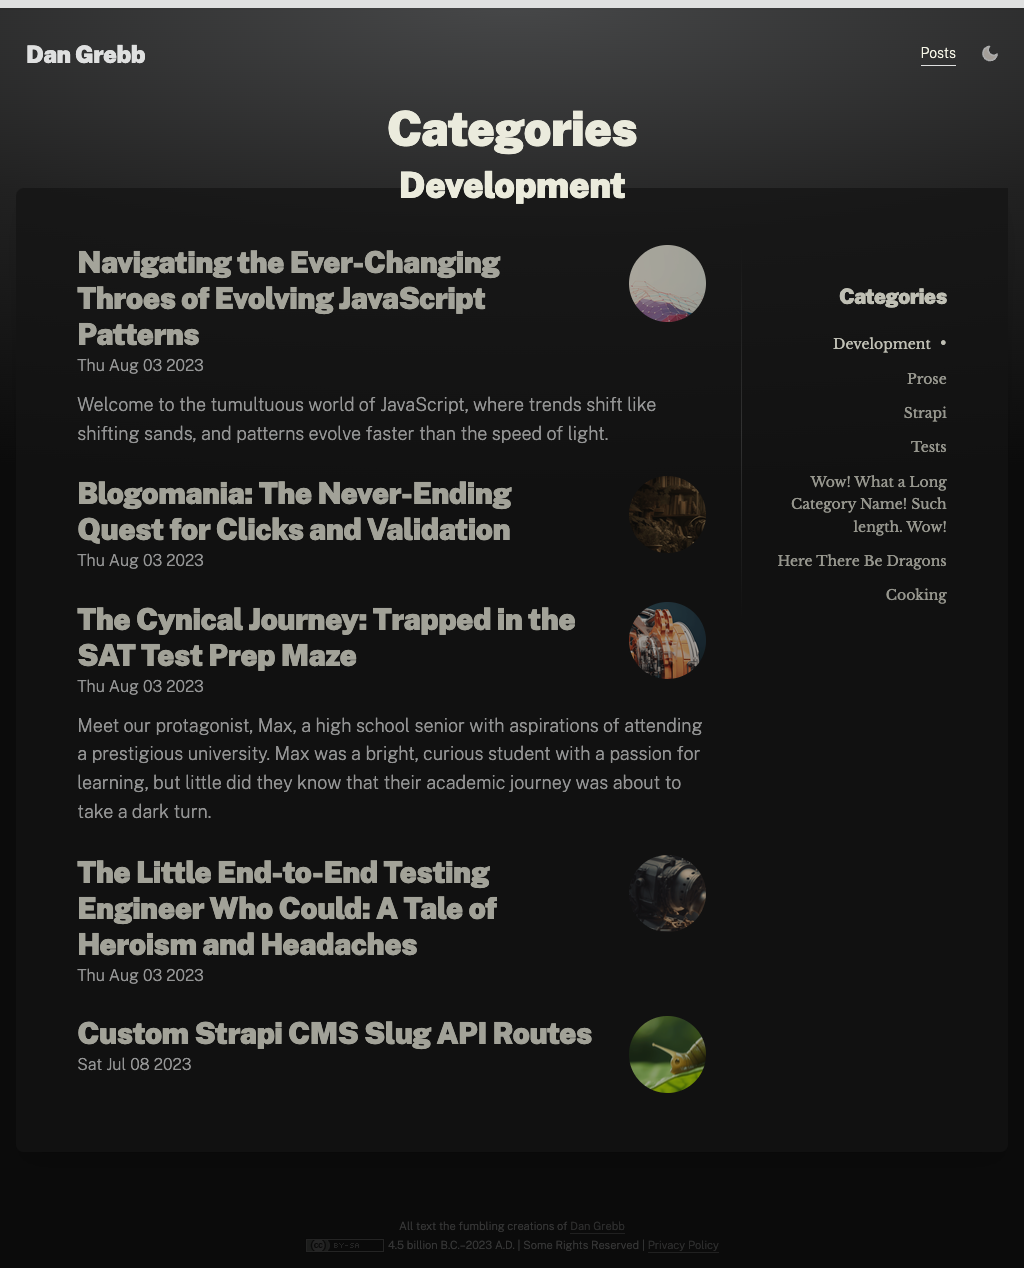 Dan Grebb
Posts
Categories
Development
Navigating the Ever-Changing
Throes of Evolving JavaScript
Patterns
Thu Aug 03 2023
Welcome to the tumultuous world of JavaScript, where trends shift like
shifting sands, and patterns evolve faster than the speed of light.
Blogomania: The Never-Ending
Quest for Clicks and Validation
Thu Aug 03 2023
The Cynical Journey: Trapped in the
SAT Test Prep Maze
Thu Aug 03 2023
Meet our protagonist, Max, a high school senior with aspirations of attending
a prestigious university. Max was a bright, curious student with a passion for
learning, but little did they know that their academic journey was about to
take a dark turn.
The Little End-to-End Testing
Engineer Who Could: A Tale of
Heroism and Headaches
Thu Aug 03 2023
Custom Strapi CMS Slug API Routes
Sat Jul 08 2023
Categories
Development •
Prose
Strapi
Tests
Wow! What a Long
Category Name! Such
length. Wow!
Here There Be Dragons
Cooking
All text the fumbling creations of Dan Grebb
cc BY-SA 4.5 billion B.C.–2023 A.D. | Some Rights Reserved | Privacy Policy